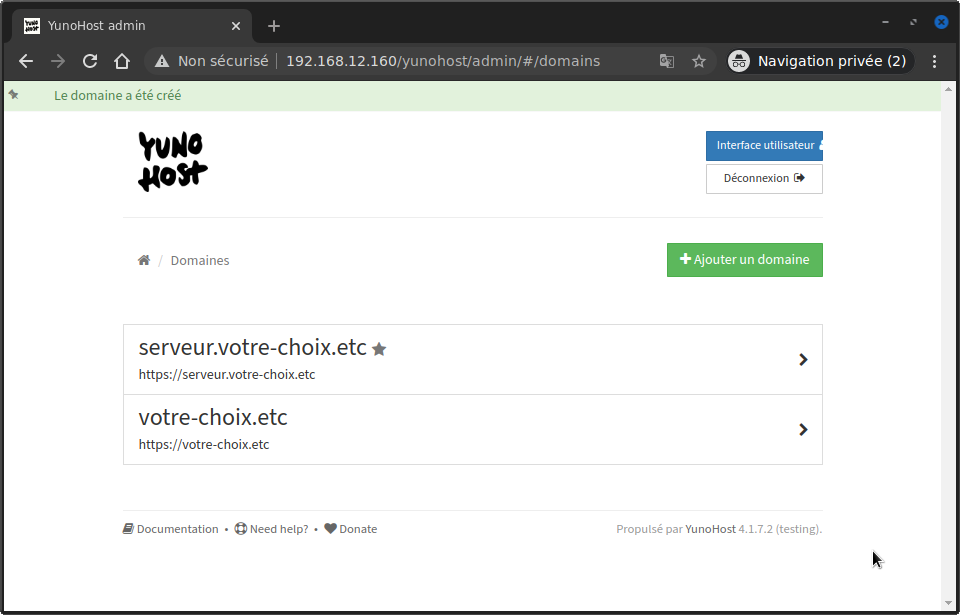 YunoHost admin
Non sécurisé 192.168.12.160/yunohost/admin/#/domains Navigation privée (2)
Le domaine a été créé
YUNO
HOST
Interface utilisateur
Déconnexion
/ Domaines
+ Ajouter un domaine
serveur.votre-choix.etc
https://serveur.votre-choix.etc
votre-choix.etc
https://votre-choix.etc
Documentation • Need help? • Donate
Propulsé par YunoHost 4.1.7.2 (testing).